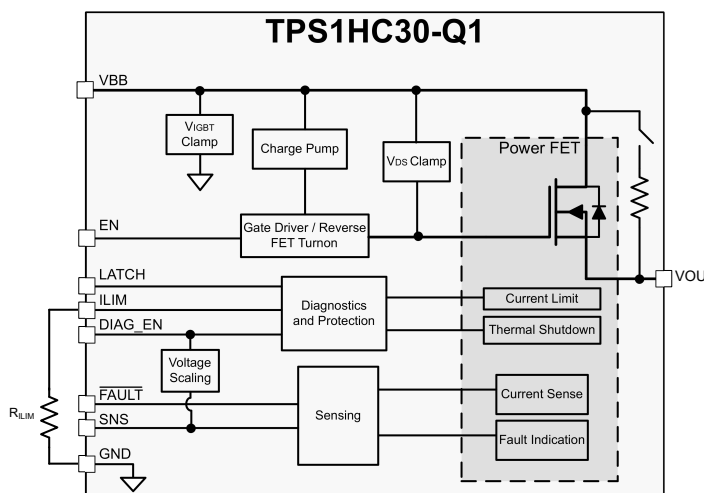 TPS1HC30-Q1
VBB
VIGBT
Clamp
Charge Pump
VDS Clamp
Power FET
EN
Gate Driver / Reverse
FET Turnon
VOU
LATCH
ILIM
DIAG_EN
Diagnostics
and Protection
Current Limit
Thermal Shutdown
Voltage
Scaling
FAULT
SNS
Sensing
Current Sense
Fault Indication
RILIM
GND